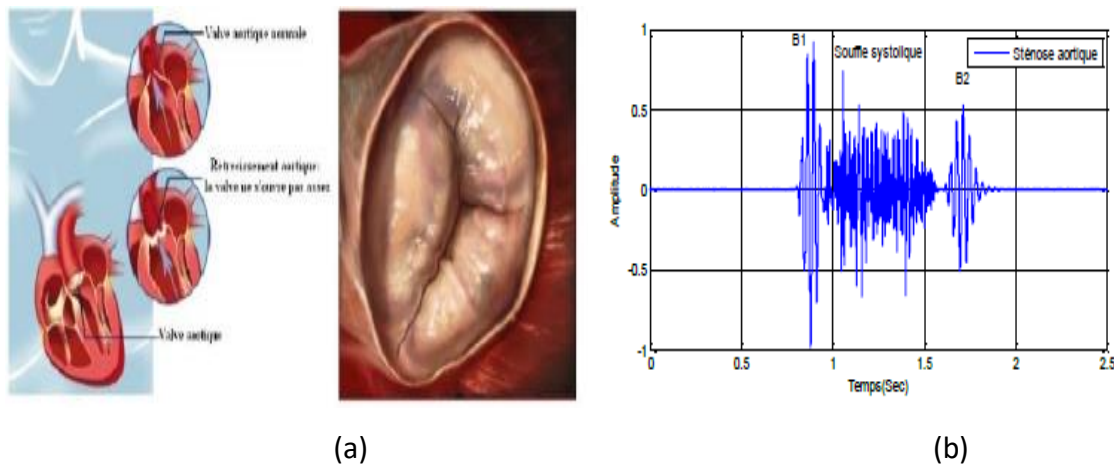 Valve aortique normale
Retrecissement aortique:
la valve ne s'ouvre pas assez
Valve aortique
(a)
B1
Souffle systolique
B2
Sténose aortique
Amplitude
1
0.5
0
-0.5
-1
0
0.5
1
1.5
2
2.5
Temps(Sec)
(b)